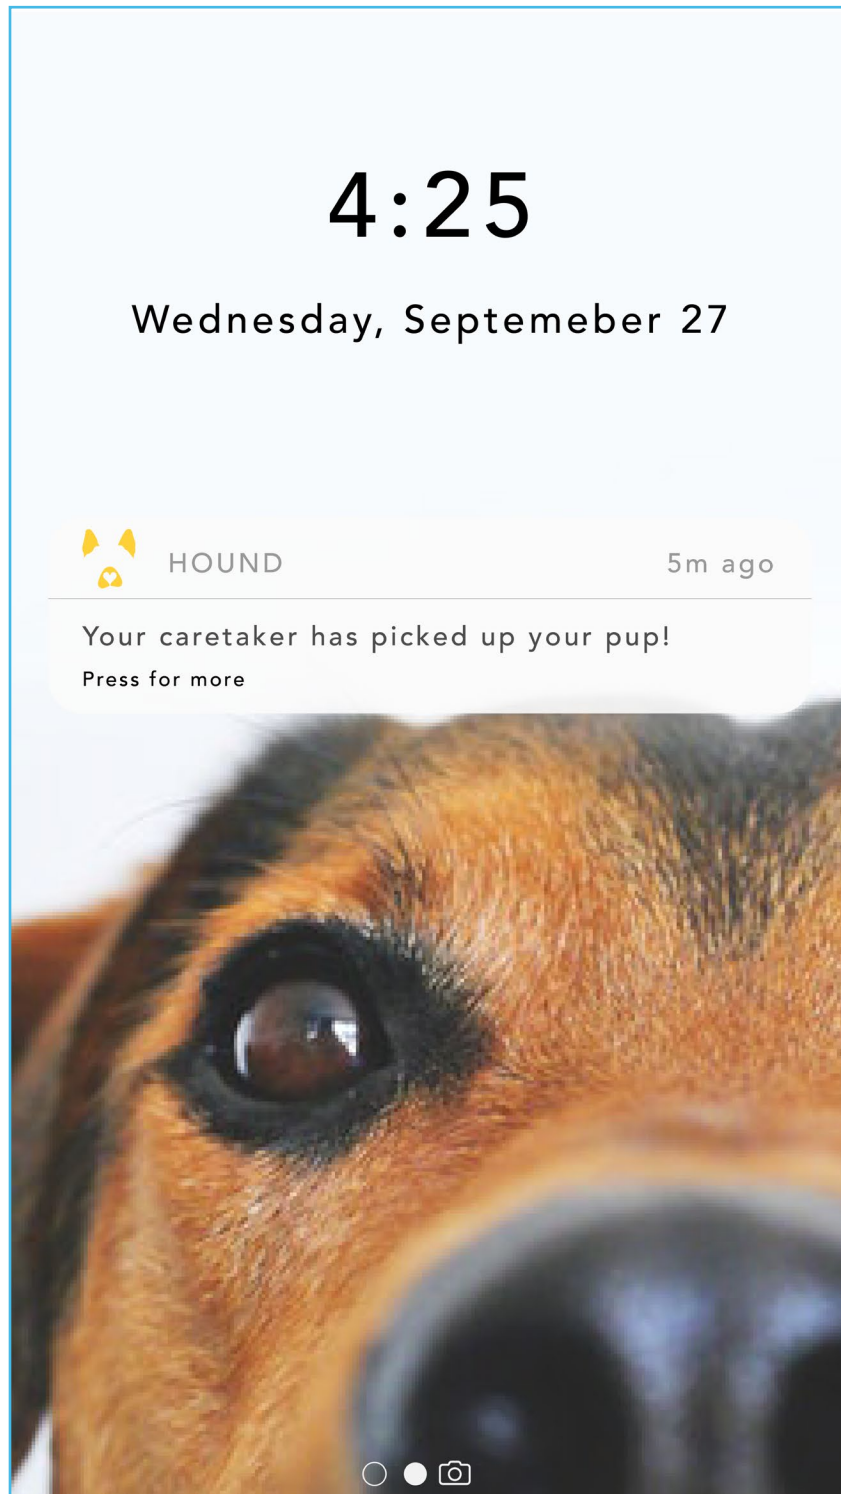 4:25
Wednesday, Septemeber 27
HOUND 5m ago
Your caretaker has picked up your pup!
Press for more